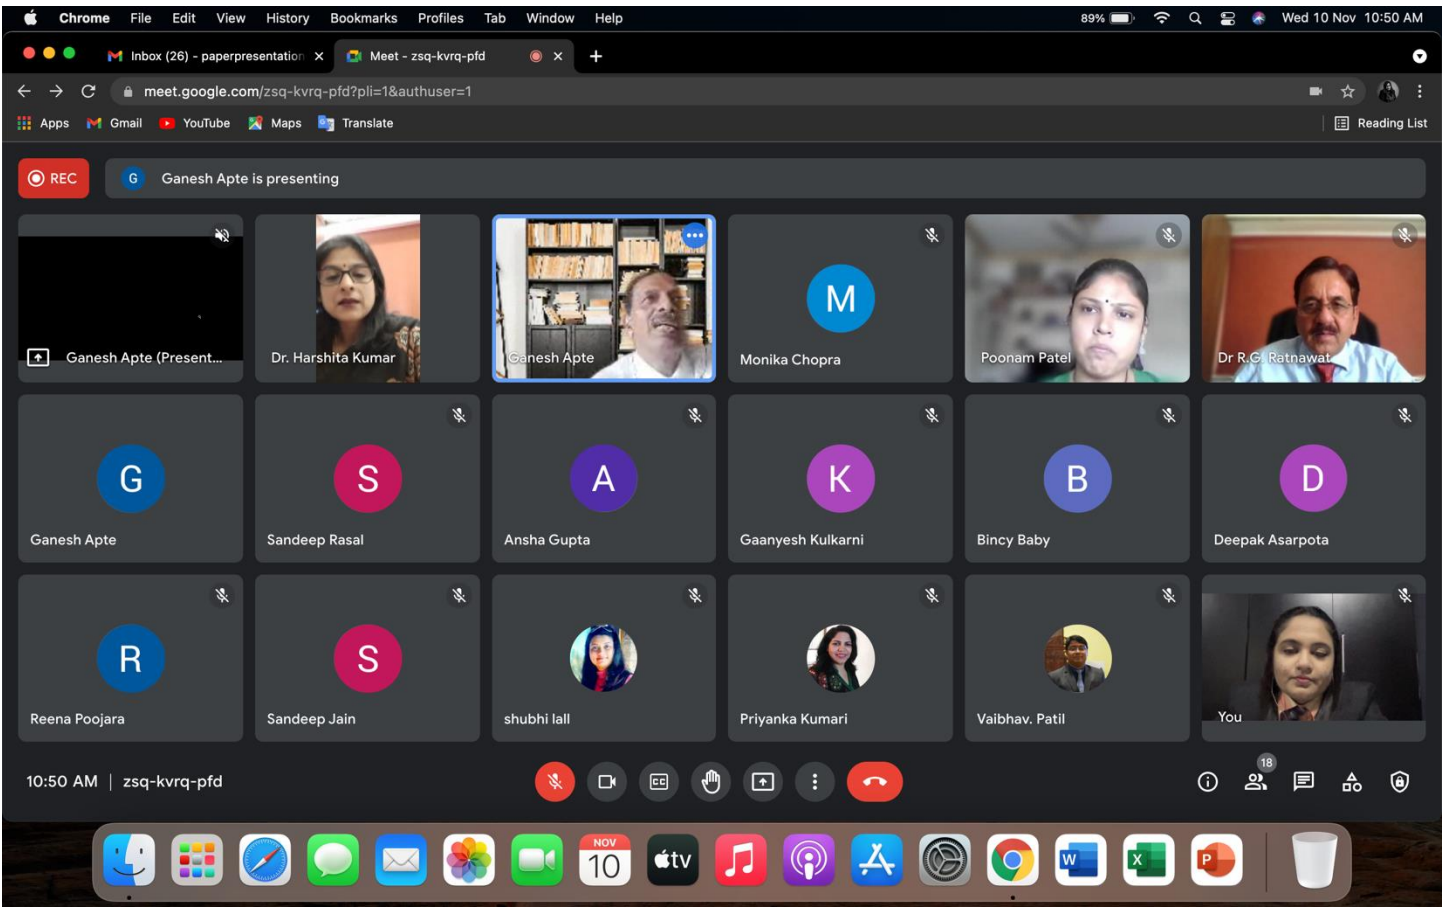 Chrome File Edit View History Bookmarks Profiles Tab Window Help 89% Wed 10 Nov 10:50 AM
Inbox (26) - paperpresentation Meet - zsq-kvrq-pfd
meet.google.com/zsq-kvrq-pfd?pli=1&authuser=1
Apps Gmail YouTube Maps Translate Reading List
REC G Ganesh Apte is presenting
M
Ganesh Apte (Present... Dr. Harshita Kumar Ganesh Apte Monika Chopra Poonam Patel Dr R.G. Ratnawat
G S A K B D
Ganesh Apte Sandeep Rasal Ansha Gupta Gaanyesh Kulkarni Bincy Baby Deepak Asarpota
R S
Reena Poojara Sandeep Jain shubhi lall Priyanka Kumari Vaibhav. Patil You
18
10:50 AM | zsq-kvrq-pfd CC
NOV
10 tv W X P